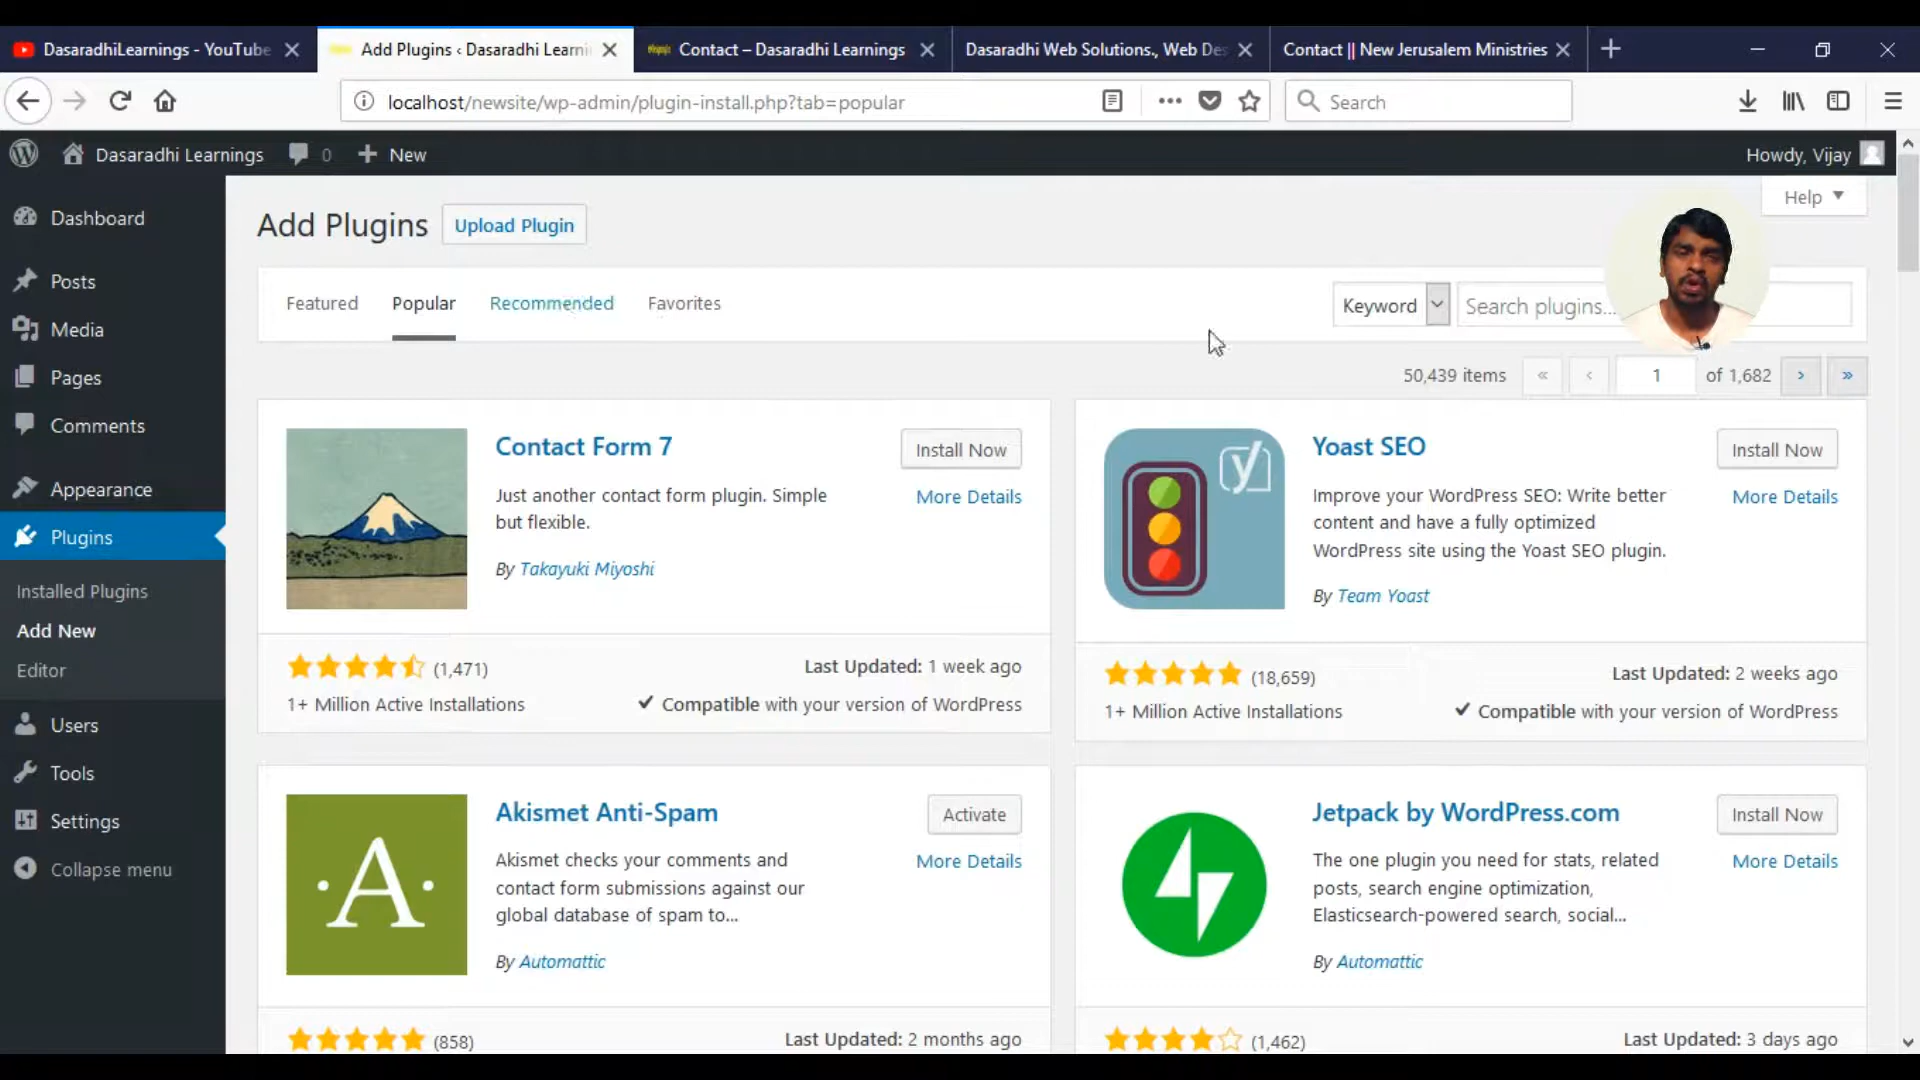 DasaradhiLearnings - YouTube
Add Plugins ‹ Dasaradhi Learni
Contact – Dasaradhi Learnings
Dasaradhi Web Solutions., Web Des
Contact || New Jerusalem Ministries
localhost/newsite/wp-admin/plugin-install.php?tab=popular
Search
Dasaradhi Learnings
0
New
Howdy, Vijay
Help
Dashboard
Posts
Media
Pages
Comments
Appearance
Plugins
Installed Plugins
Add New
Editor
Users
Tools
Settings
Collapse menu
Add Plugins
Upload Plugin
Featured
Popular
Recommended
Favorites
Keyword
Search plugins...
50,439 items
«
‹
1
of 1,682
›
»
Contact Form 7
Install Now
More Details
Just another contact form plugin. Simple
but flexible.
By Takayuki Miyoshi
(1,471)
Last Updated: 1 week ago
1+ Million Active Installations
Compatible with your version of WordPress
Yoast SEO
Install Now
More Details
Improve your WordPress SEO: Write better
content and have a fully optimized
WordPress site using the Yoast SEO plugin.
By Team Yoast
(18,659)
Last Updated: 2 weeks ago
1+ Million Active Installations
Compatible with your version of WordPress
Akismet Anti-Spam
Activate
More Details
Akismet checks your comments and
contact form submissions against our
global database of spam to...
By Automattic
(858)
Last Updated: 2 months ago
Jetpack by WordPress.com
Install Now
More Details
The one plugin you need for stats, related
posts, search engine optimization,
Elasticsearch-powered search, social...
By Automattic
(1,462)
Last Updated: 3 days ago
A
y